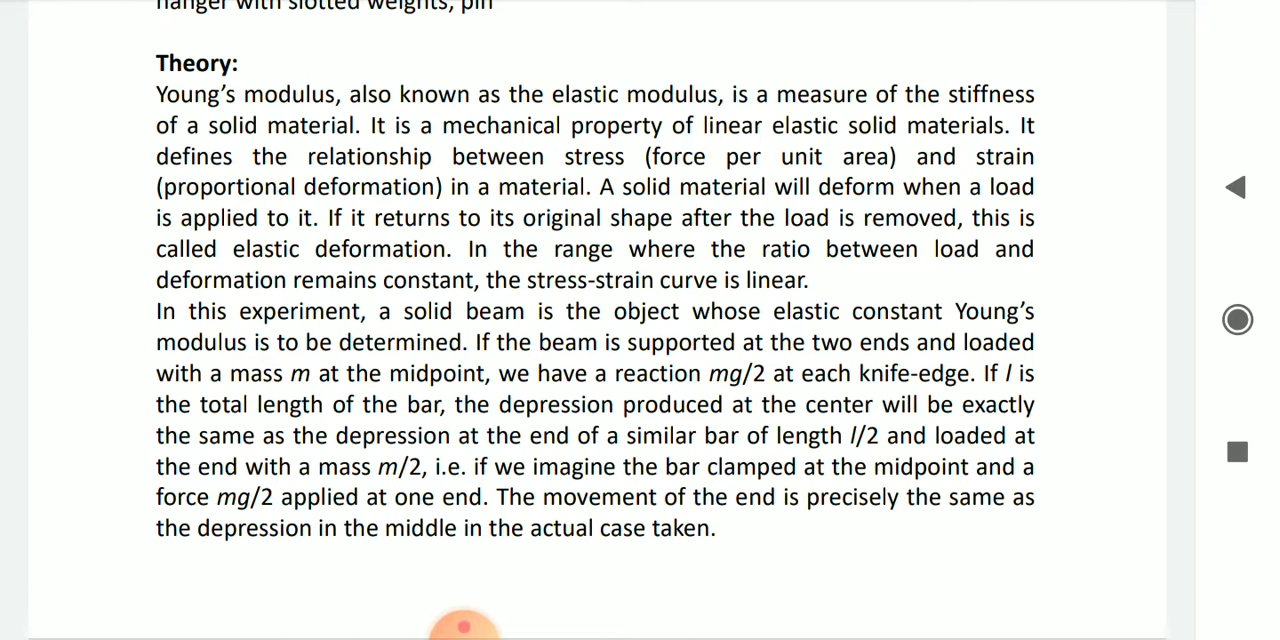 hanger with slotted weights, pin
Theory:
Young’s modulus, also known as the elastic modulus, is a measure of the stiffness
of a solid material. It is a mechanical property of linear elastic solid materials. It
defines the relationship between stress (force per unit area) and strain
(proportional deformation) in a material. A solid material will deform when a load
is applied to it. If it returns to its original shape after the load is removed, this is
called elastic deformation. In the range where the ratio between load and
deformation remains constant, the stress-strain curve is linear.
In this experiment, a solid beam is the object whose elastic constant Young’s
modulus is to be determined. If the beam is supported at the two ends and loaded
with a mass m at the midpoint, we have a reaction mg/2 at each knife-edge. If l is
the total length of the bar, the depression produced at the center will be exactly
the same as the depression at the end of a similar bar of length l/2 and loaded at
the end with a mass m/2, i.e. if we imagine the bar clamped at the midpoint and a
force mg/2 applied at one end. The movement of the end is precisely the same as
the depression in the middle in the actual case taken.